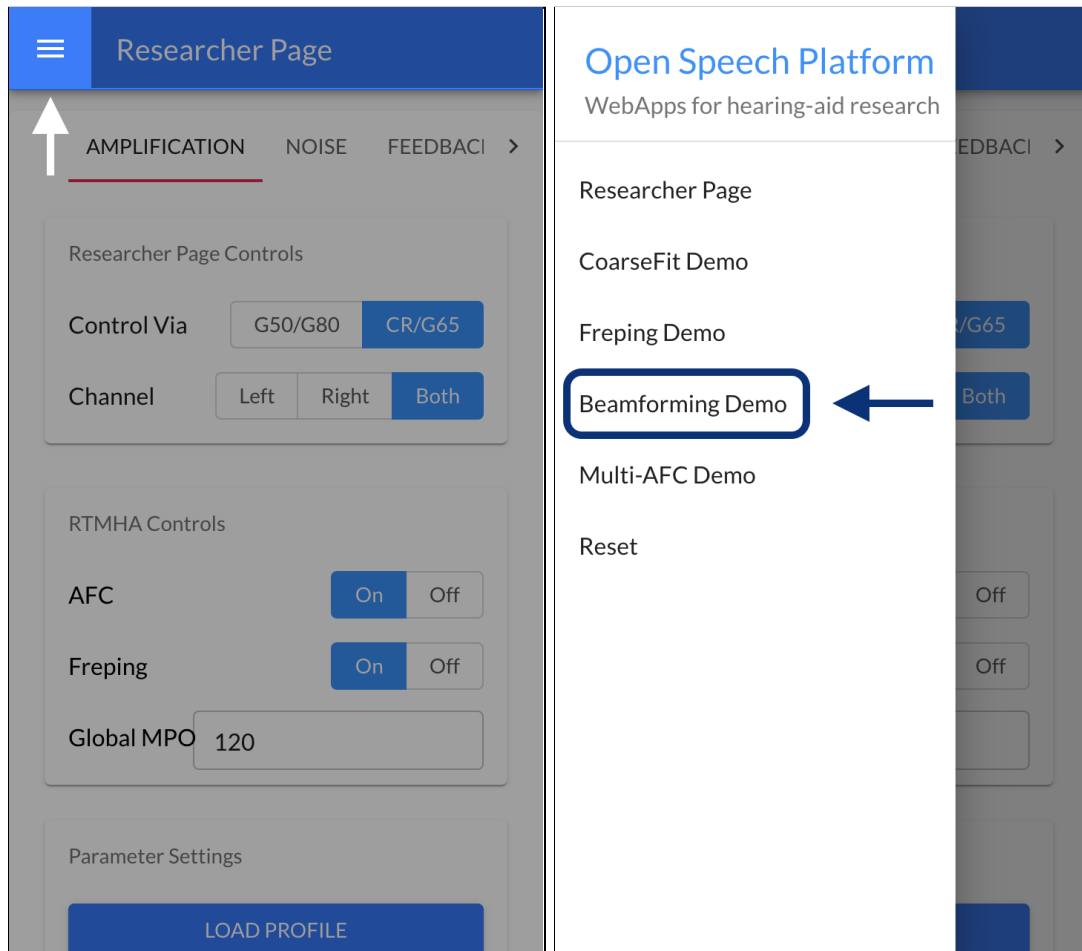 Researcher Page
AMPLIFICATION NOISE FEEDBACI
Researcher Page Controls
Control Via G50/G80 CR/G65
Channel Left Right Both
RTMHA Controls
AFC On Off
Freping On Off
Global MPO 120
Parameter Settings
LOAD PROFILE
Open Speech Platform
WebApps for hearing-aid research
Researcher Page
CoarseFit Demo
Freping Demo
Beamforming Demo
Multi-AFC Demo
Reset
EDBACI
/G65
Both
Off
Off